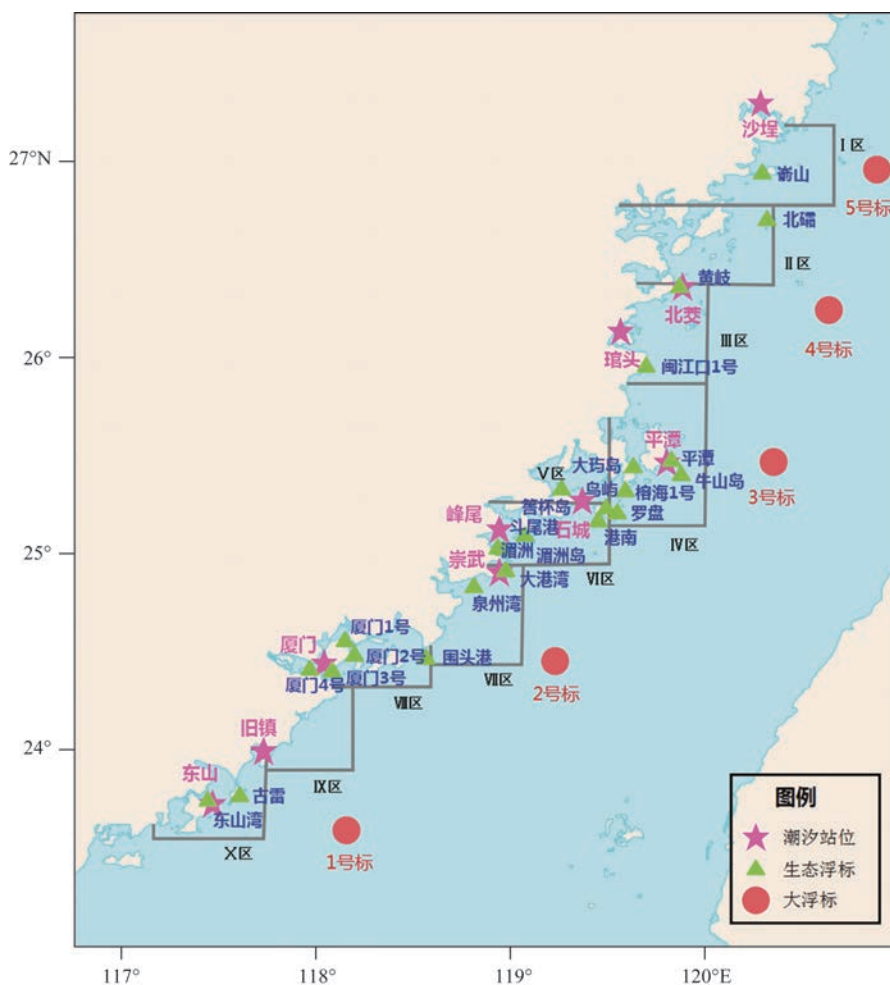 沙埕
27°N
Ⅰ区
嵛山
5号标
北礵
Ⅱ区
黄岐
北茭
4号标
Ⅲ区
26°
琯头
闽江口1号
平潭
平潭
大玙岛
3号标
Ⅴ区
牛山岛
乌屿
榕海1号
筶杯岛
罗盘
峰尾
斗尾港
石城
港南
25°
湄洲
湄洲岛
Ⅳ区
崇武
大港湾
Ⅵ区
泉州湾
厦门1号
厦门
厦门2号
围头港
厦门4号
厦门3号
Ⅶ区
2号标
Ⅷ区
旧镇
24°
东山
Ⅸ区
古雷
东山湾
Ⅹ区
1号标
图例
潮汐站位
生态浮标
大浮标
117°
118°
119°
120°E